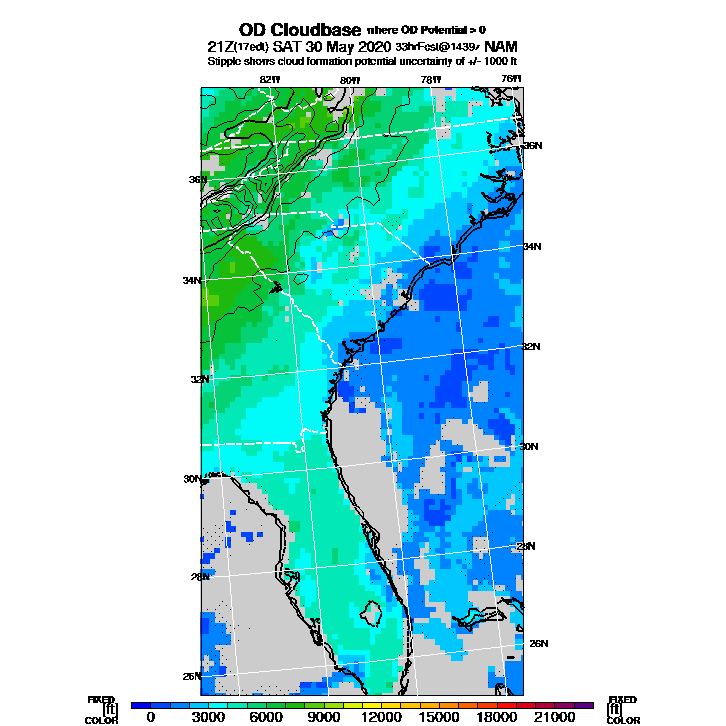 OD Cloudbase where OD Potential > 0
21Z(17edt) SAT 30 May 2020 33hrFcst@1439z NAM
Stipple shows cloud formation potential uncertainty of +/- 1000 ft
82W 80W 78W 76W
36N 36N
34N 34N
32N 32N
30N 30N
28N 28N
26N 26N
FIXED FIXED
[ft] [ft]
COLOR COLOR
0 3000 6000 9000 12000 15000 18000 21000